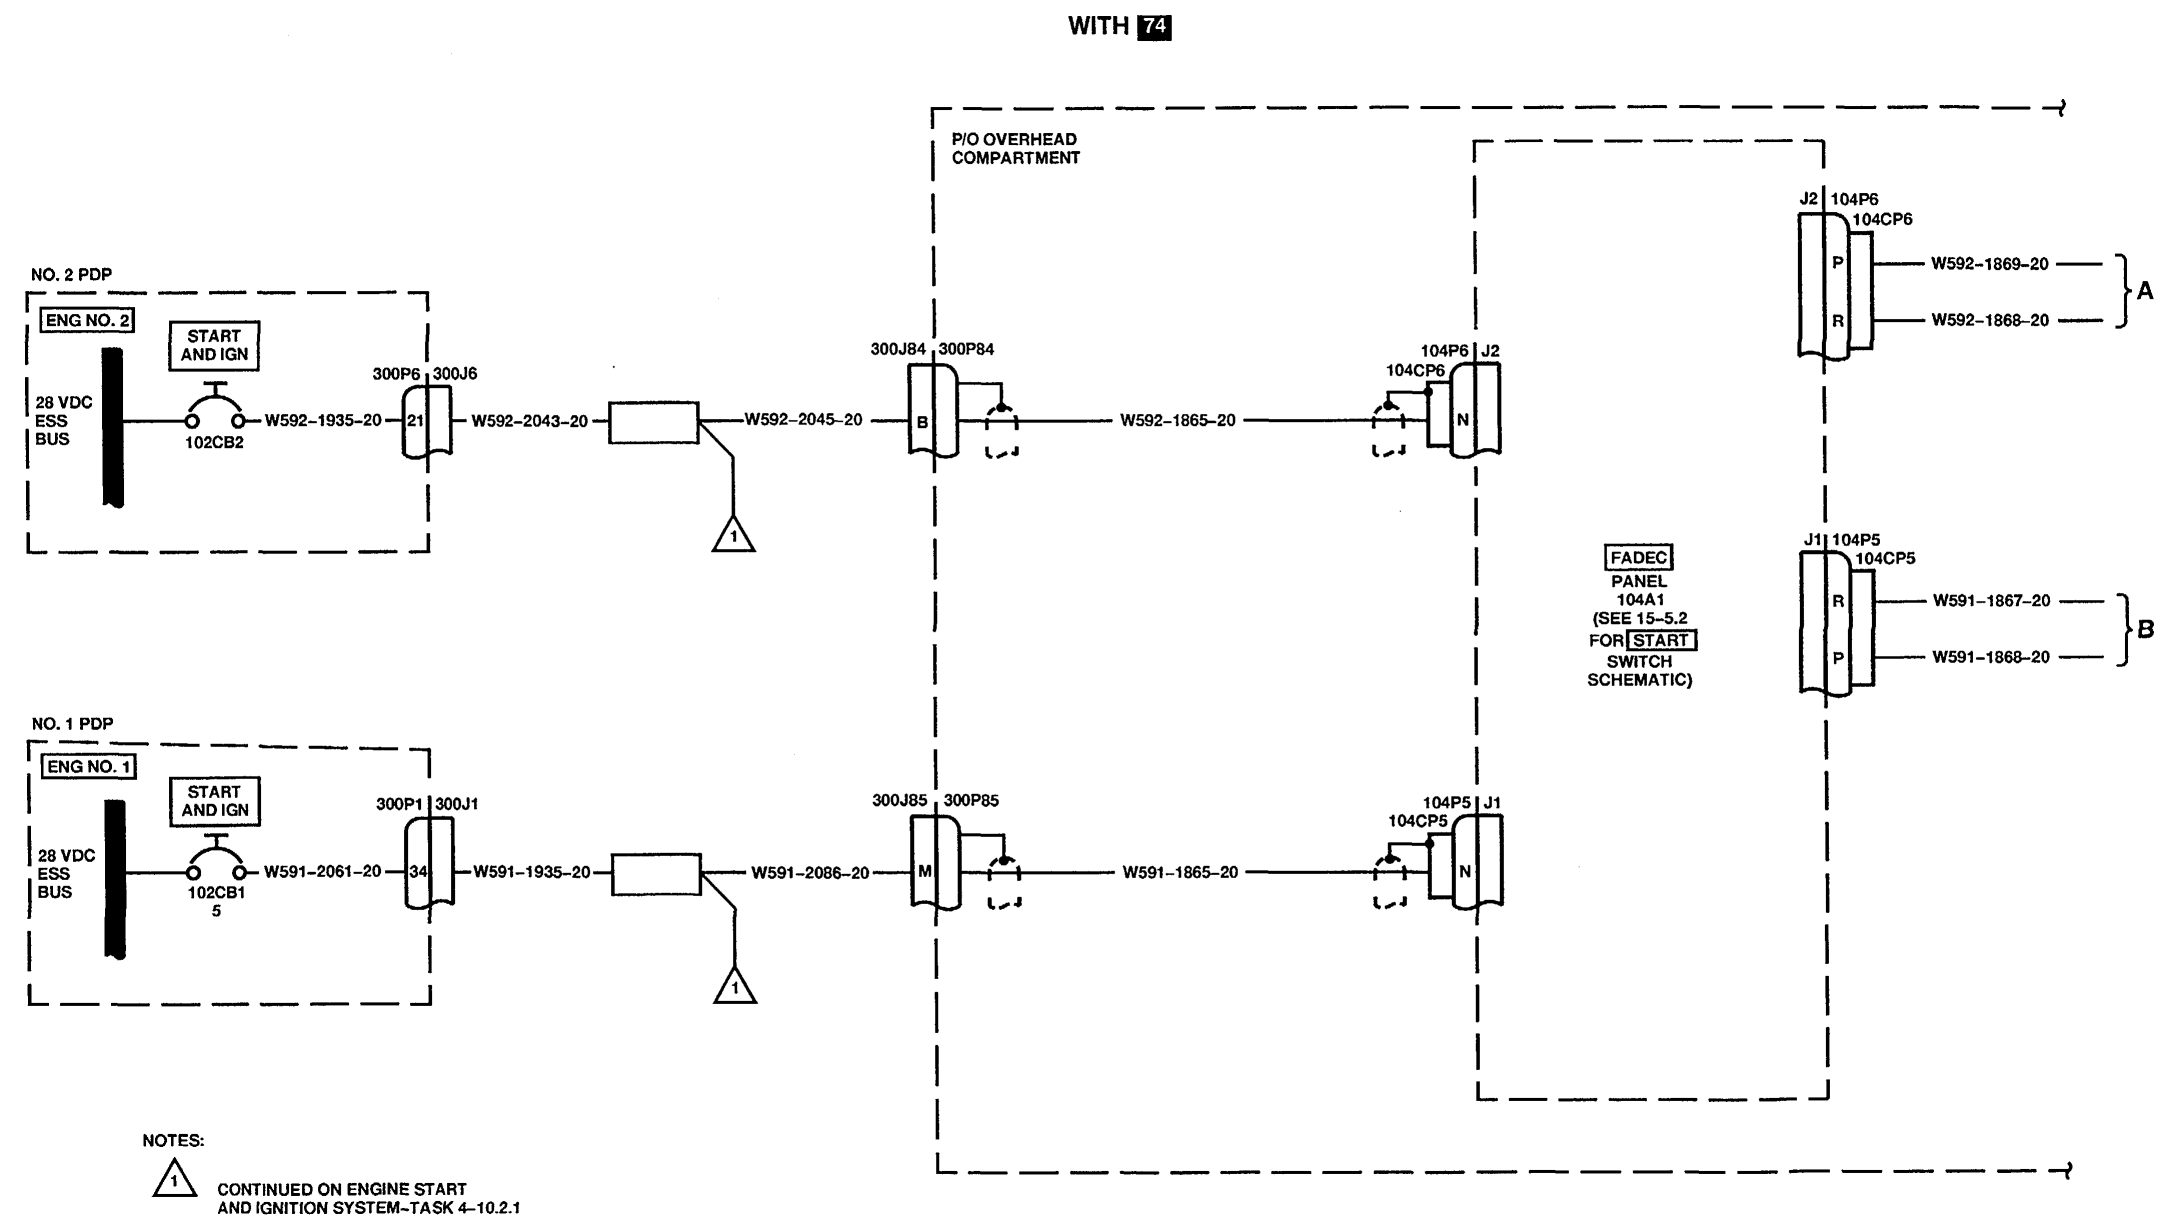 WITH 74
P/O OVERHEAD
COMPARTMENT
J2 104P6
104CP6
P
W592-1869-20
A
R
W592-1868-20
NO. 2 PDP
ENG NO. 2
START
AND IGN
28 VDC
ESS
BUS
102CB2
W592-1935-20
300P6 300J6
21
W592-2043-20
W592-2045-20
1
300J84 300P84
B
W592-1865-20
104P6 J2
104CP6
N
FADEC
PANEL
104A1
(SEE 15-5.2
FOR START
SWITCH
SCHEMATIC)
J1 104P5
104CP5
R
W591-1867-20
B
P
W591-1868-20
NO. 1 PDP
ENG NO. 1
START
AND IGN
28 VDC
ESS
BUS
102CB1
5
W591-2061-20
300P1 300J1
34
W591-1935-20
W591-2086-20
1
300J85 300P85
M
W591-1865-20
104P5 J1
104CP5
N
NOTES:
1
CONTINUED ON ENGINE START
AND IGNITION SYSTEM-TASK 4-10.2.1